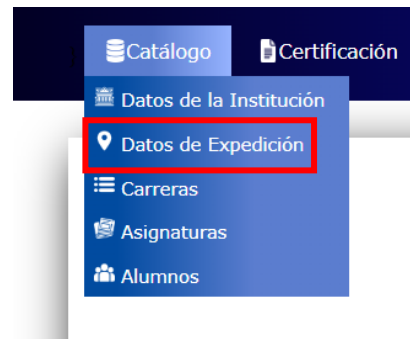 Catálogo Certificación
Datos de la Institución
Datos de Expedición
Carreras
Asignaturas
Alumnos